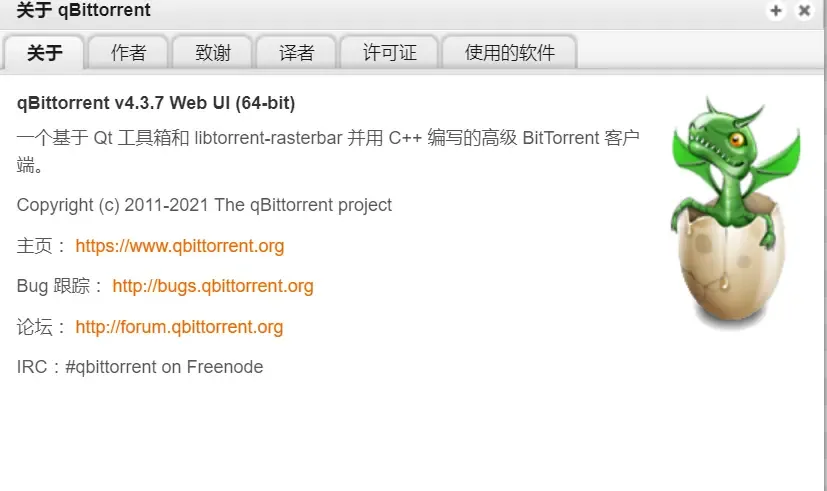 关于 qBittorrent
关于
作者
致谢
译者
许可证
使用的软件
qBittorrent v4.3.7 Web UI (64-bit)
一个基于 Qt 工具箱和 libtorrent-rasterbar 并用 C++ 编写的高级 BitTorrent 客户
端。
Copyright (c) 2011-2021 The qBittorrent project
主页： https://www.qbittorrent.org
Bug 跟踪： http://bugs.qbittorrent.org
论坛： http://forum.qbittorrent.org
IRC：#qbittorrent on Freenode